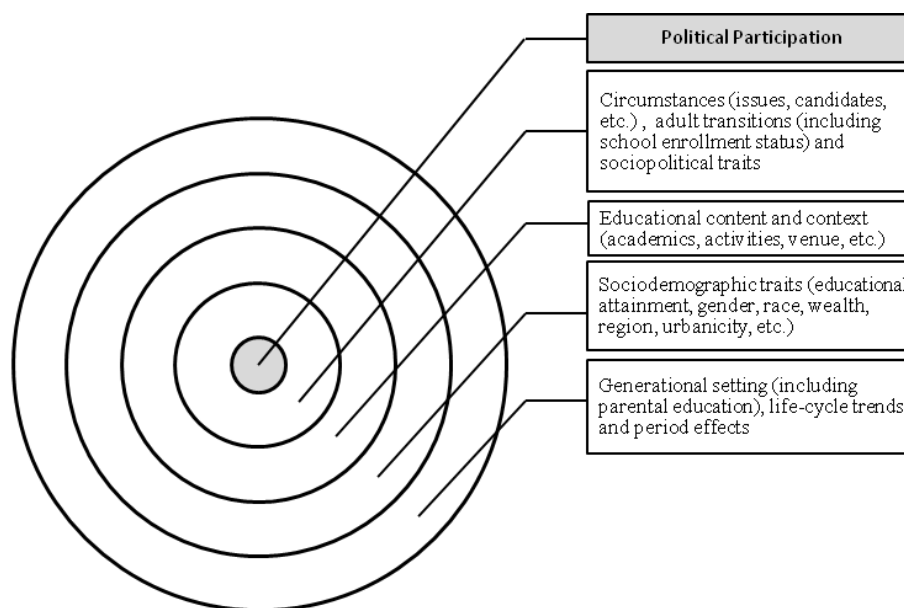 Political Participation
Circumstances (issues, candidates,
etc.) , adult transitions (including
school enrollment status) and
sociopolitical traits
Educational content and context
(academics, activities, venue, etc.)
Sociodemographic traits (educational
attainment, gender, race, wealth,
region, urbanicity, etc.)
Generational setting (including
parental education), life-cycle trends
and period effects